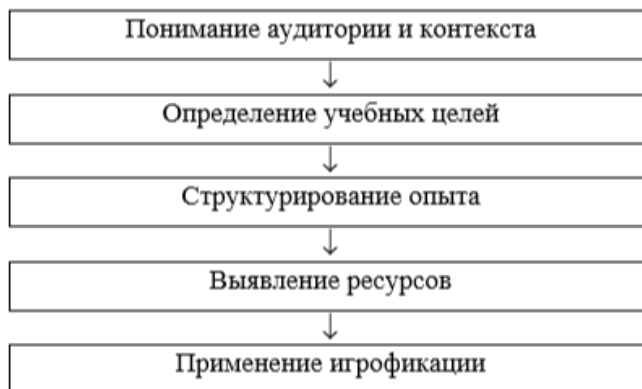 Понимание аудитории и контекста
↓
Определение учебных целей
↓
Структурирование опыта
↓
Выявление ресурсов
↓
Применение игрофикации